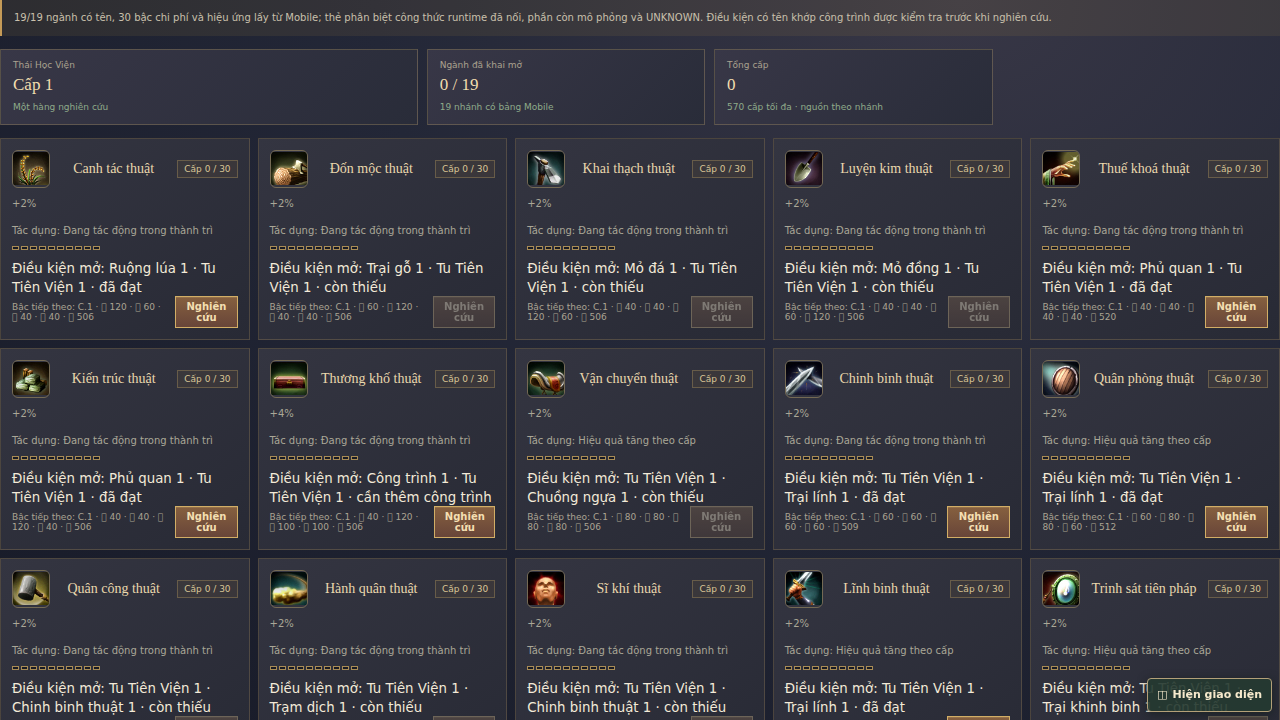 19/19 ngành có tên, 30 bậc chi phí và hiệu ứng lấy từ Mobile; thẻ phân biệt công thức runtime đã nối, phần còn mô phỏng và UNKNOWN. Điều kiện có tên khớp công trình được kiểm tra trước khi nghiên cứu.
Thái Học Viện
Cấp 1
Một hàng nghiên cứu
Ngành đã khai mở
0 / 19
19 nhánh có bảng Mobile
Tổng cấp
0
570 cấp tối đa · nguồn theo nhánh
Canh tác thuật
Cấp 0 / 30
+2%
Tác dụng: Đang tác động trong thành trì
Điều kiện mở: Ruộng lúa 1 · Tu
Tiên Viện 1 · đã đạt
Bậc tiếp theo: C.1 · 120 · 60 ·
40 · 40 · 506
Nghiên
cứu
Đốn mộc thuật
Cấp 0 / 30
+2%
Tác dụng: Đang tác động trong thành trì
Điều kiện mở: Trại gỗ 1 · Tu Tiên
Viện 1 · còn thiếu
Bậc tiếp theo: C.1 · 60 · 120 ·
40 · 40 · 506
Nghiên
cứu
Khai thạch thuật
Cấp 0 / 30
+2%
Tác dụng: Đang tác động trong thành trì
Điều kiện mở: Mỏ đá 1 · Tu Tiên
Viện 1 · còn thiếu
Bậc tiếp theo: C.1 · 40 · 40 ·
120 · 60 · 506
Nghiên
cứu
Luyện kim thuật
Cấp 0 / 30
+2%
Tác dụng: Đang tác động trong thành trì
Điều kiện mở: Mỏ đồng 1 · Tu
Tiên Viện 1 · còn thiếu
Bậc tiếp theo: C.1 · 40 · 40 ·
60 · 120 · 506
Nghiên
cứu
Thuế khoá thuật
Cấp 0 / 30
+2%
Tác dụng: Đang tác động trong thành trì
Điều kiện mở: Phủ quan 1 · Tu
Tiên Viện 1 · đã đạt
Bậc tiếp theo: C.1 · 40 · 40 ·
40 · 40 · 520
Nghiên
cứu
Kiến trúc thuật
Cấp 0 / 30
+2%
Tác dụng: Đang tác động trong thành trì
Điều kiện mở: Phủ quan 1 · Tu
Tiên Viện 1 · đã đạt
Bậc tiếp theo: C.1 · 40 · 40 ·
120 · 40 · 506
Nghiên
cứu
Thương khố thuật
Cấp 0 / 30
+4%
Tác dụng: Đang tác động trong thành trì
Điều kiện mở: Công trình 1 · Tu
Tiên Viện 1 · cần thêm công trình
Bậc tiếp theo: C.1 · 40 · 120 ·
100 · 100 · 506
Nghiên
cứu
Vận chuyển thuật
Cấp 0 / 30
+2%
Tác dụng: Hiệu quả tăng theo cấp
Điều kiện mở: Tu Tiên Viện 1 ·
Chuồng ngựa 1 · còn thiếu
Bậc tiếp theo: C.1 · 80 · 80 ·
80 · 80 · 506
Nghiên
cứu
Chinh binh thuật
Cấp 0 / 30
+2%
Tác dụng: Đang tác động trong thành trì
Điều kiện mở: Tu Tiên Viện 1 ·
Trại lính 1 · đã đạt
Bậc tiếp theo: C.1 · 60 · 60 ·
60 · 60 · 509
Nghiên
cứu
Quân phòng thuật
Cấp 0 / 30
+2%
Tác dụng: Hiệu quả tăng theo cấp
Điều kiện mở: Tu Tiên Viện 1 ·
Trại lính 1 · đã đạt
Bậc tiếp theo: C.1 · 60 · 80 ·
80 · 60 · 512
Nghiên
cứu
Quân công thuật
Cấp 0 / 30
+2%
Tác dụng: Đang tác động trong thành trì
Điều kiện mở: Tu Tiên Viện 1 ·
Chinh binh thuật 1 · còn thiếu
Hành quân thuật
Cấp 0 / 30
+2%
Tác dụng: Đang tác động trong thành trì
Điều kiện mở: Tu Tiên Viện 1 ·
Trạm dịch 1 · còn thiếu
Sĩ khí thuật
Cấp 0 / 30
+2%
Tác dụng: Đang tác động trong thành trì
Điều kiện mở: Tu Tiên Viện 1 ·
Chinh binh thuật 1 · còn thiếu
Lĩnh binh thuật
Cấp 0 / 30
+2%
Tác dụng: Hiệu quả tăng theo cấp
Điều kiện mở: Tu Tiên Viện 1 ·
Trại lính 1 · đã đạt
Trinh sát tiên pháp
Cấp 0 / 30
+2%
Tác dụng: Hiệu quả tăng theo cấp
Điều kiện mở: Tu Tiên Viện 1 ·
Trại khinh binh 1 · còn thiếu
Hiện giao diện